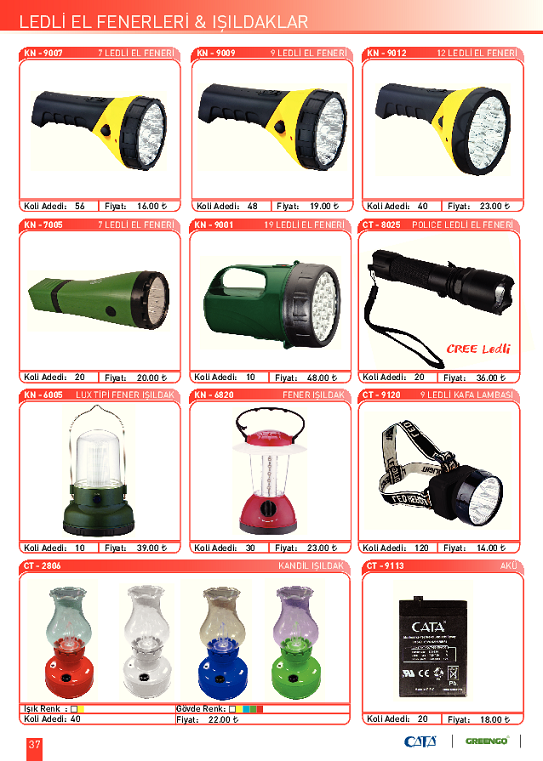 LEDLİ EL FENERLERİ & IŞILDAKLAR
KN - 9007 7 LEDLİ EL FENERİ
KN - 9009 9 LEDLİ EL FENERİ
KN - 9012 12 LEDLİ EL FENERİ
Koli Adedi: 56 Fiyat: 16.00 ₺
Koli Adedi: 48 Fiyat: 19.00 ₺
Koli Adedi: 40 Fiyat: 23.00 ₺
KN - 7005 7 LEDLİ EL FENERİ
KN - 9001 19 LEDLİ EL FENERİ
CT - 8025 POLICE LEDLİ EL FENERİ
CREE Ledli
Koli Adedi: 20 Fiyat: 20.00 ₺
Koli Adedi: 10 Fiyat: 48.00 ₺
Koli Adedi: 20 Fiyat: 36.00 ₺
KN - 6005 LUX TİPİ FENER IŞILDAK
KN - 6820 FENER IŞILDAK
CT - 9120 9 LEDLİ KAFA LAMBASI
Koli Adedi: 10 Fiyat: 39.00 ₺
Koli Adedi: 30 Fiyat: 23.00 ₺
Koli Adedi: 120 Fiyat: 14.00 ₺
CT - 2806 KANDİL IŞILDAK
CT - 9113 AKÜ
CATA
Işık Renk : Gövde Renk:
Koli Adedi: 40 Fiyat: 22.00 ₺
Koli Adedi: 20 Fiyat: 18.00 ₺
37
CATA GREENGO